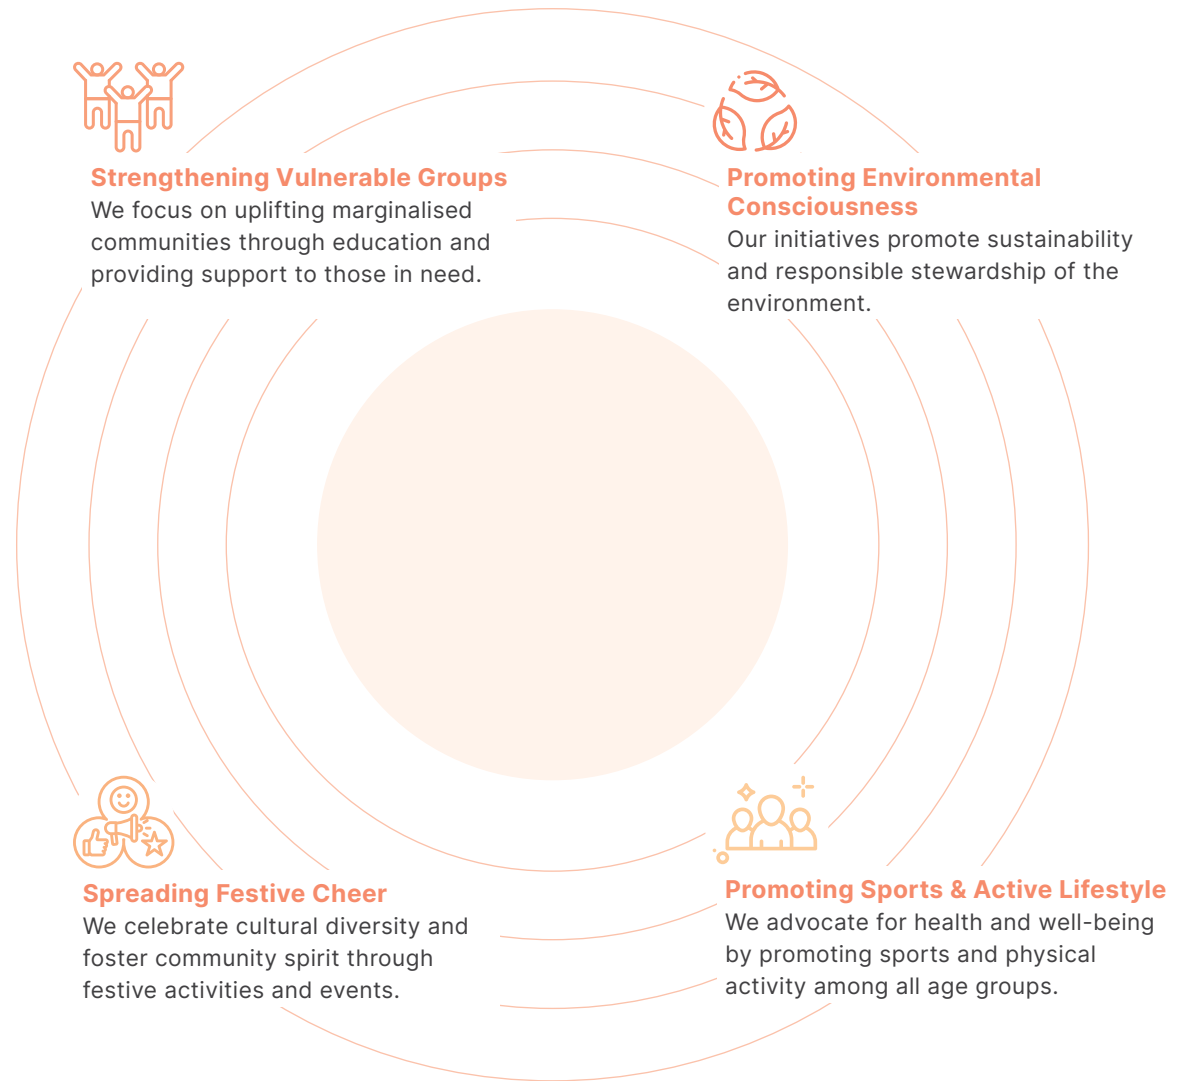 Strengthening Vulnerable Groups
We focus on uplifting marginalised
communities through education and
providing support to those in need.
Promoting Environmental
Consciousness
Our initiatives promote sustainability
and responsible stewardship of the
environment.
Spreading Festive Cheer
We celebrate cultural diversity and
foster community spirit through
festive activities and events.
Promoting Sports & Active Lifestyle
We advocate for health and well-being
by promoting sports and physical
activity among all age groups.